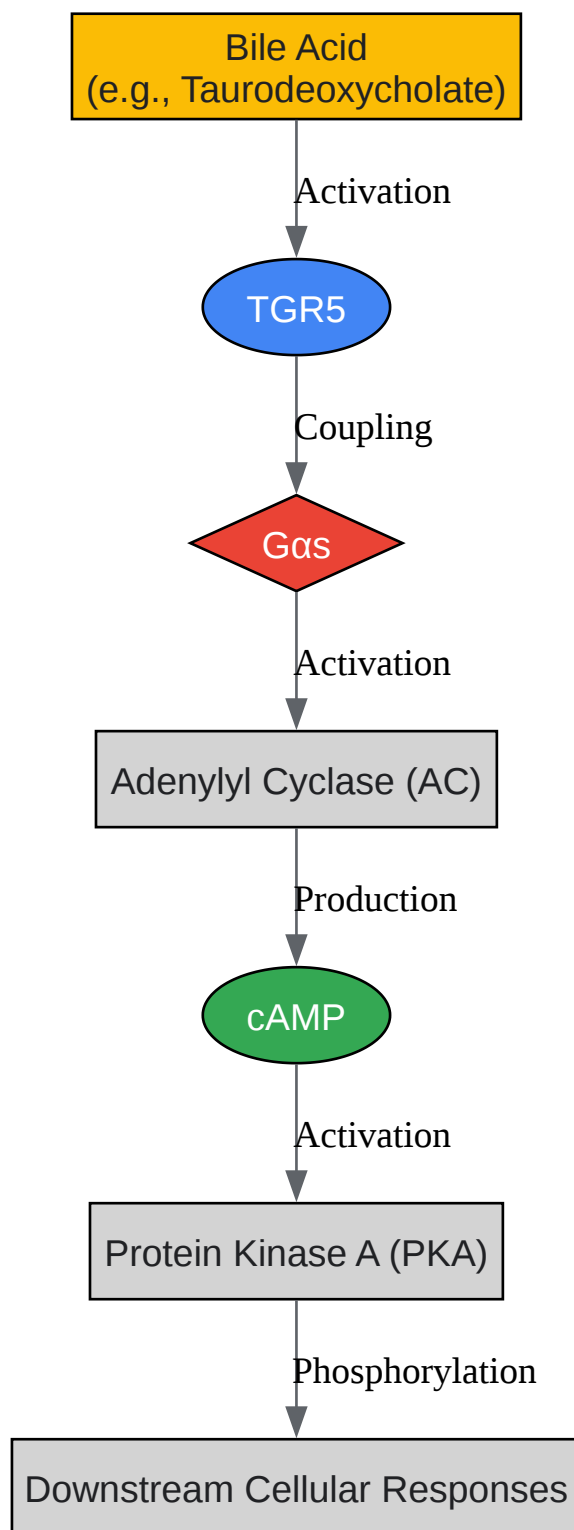 Bile Acid
(e.g., Taurodeoxycholate)
Activation
TGR5
Coupling
Gαs
Activation
Adenylyl Cyclase (AC)
Production
cAMP
Activation
Protein Kinase A (PKA)
Phosphorylation
Downstream Cellular Responses